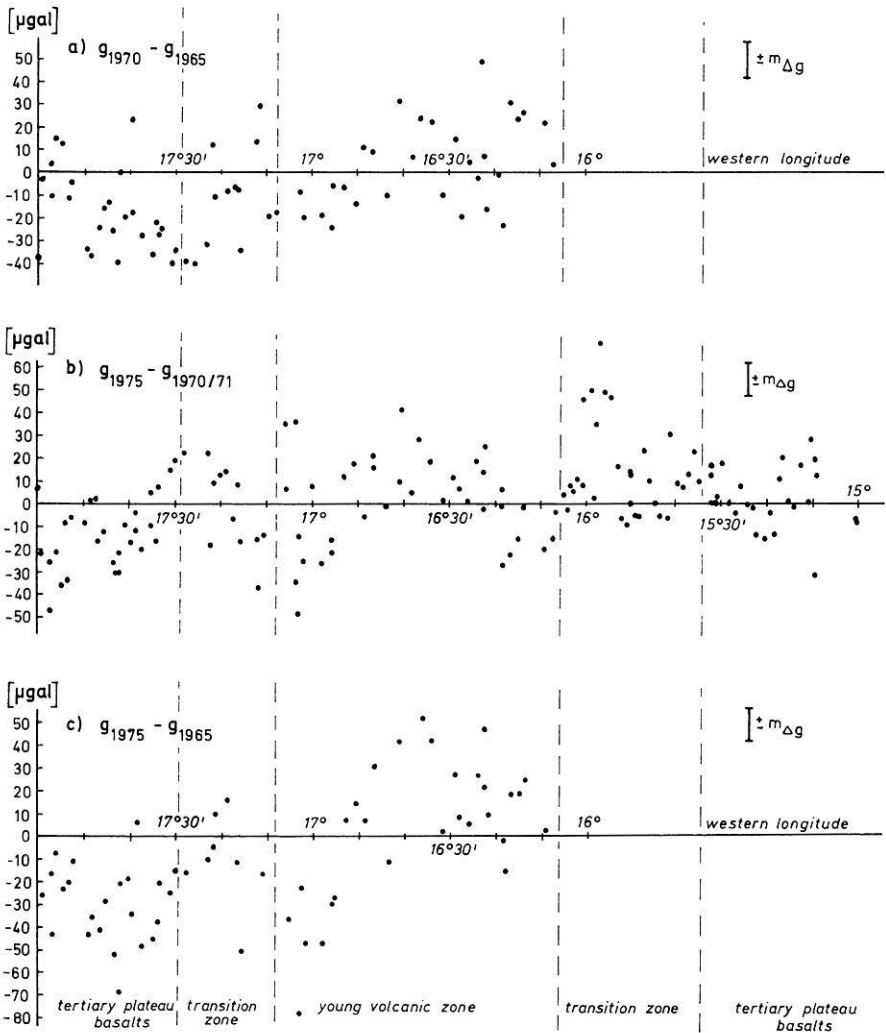 [µgal]
a) g1970 - g1965
± mΔg
50
40
30
20
10
0
-10
-20
-30
-40
17°30'
17°
16°30'
16°
western longitude
[µgal]
b) g1975 - g1970/71
± mΔg
60
50
40
30
20
10
0
-10
-20
-30
-40
-50
17°30'
17°
16°30'
16°
15°30'
15°
[µgal]
c) g1975 - g1965
± mΔg
50
40
30
20
10
0
-10
-20
-30
-40
-50
-60
-70
-80
17°30'
17°
16°30'
16°
western longitude
tertiary plateau
basalts
transition
zone
young volcanic zone
transition zone
tertiary plateau
basalts